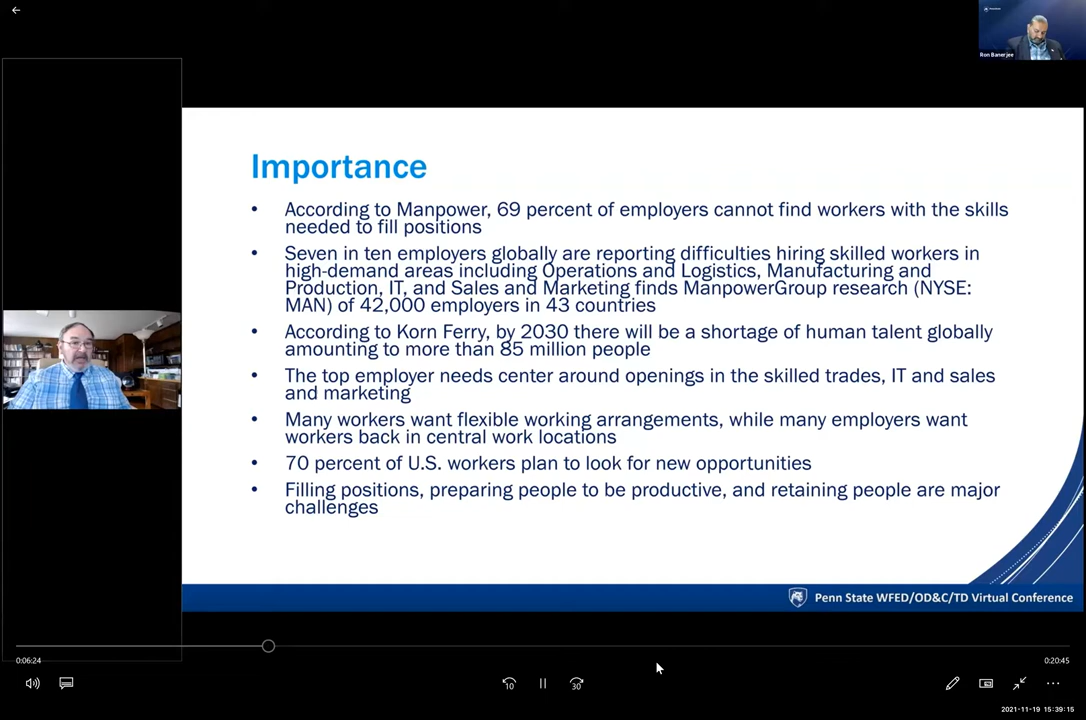 Ron Banerjee
Importance
• According to Manpower, 69 percent of employers cannot find workers with the skills
needed to fill positions
• Seven in ten employers globally are reporting difficulties hiring skilled workers in
high-demand areas including Operations and Logistics, Manufacturing and
Production, IT, and Sales and Marketing finds ManpowerGroup research (NYSE:
MAN) of 42,000 employers in 43 countries
• According to Korn Ferry, by 2030 there will be a shortage of human talent globally
amounting to more than 85 million people
• The top employer needs center around openings in the skilled trades, IT and sales
and marketing
• Many workers want flexible working arrangements, while many employers want
workers back in central work locations
• 70 percent of U.S. workers plan to look for new opportunities
• Filling positions, preparing people to be productive, and retaining people are major
challenges
Penn State WFED/OD&C/TD Virtual Conference
0:06:24
0:20:45
10
30
2021-11-19 15:39:15